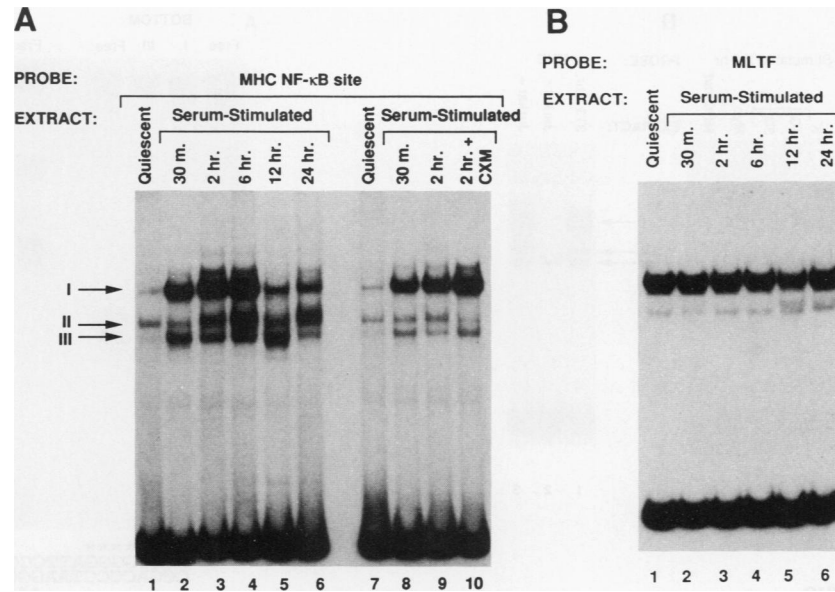 A
PROBE: MHC NF-κB site
EXTRACT: Serum-Stimulated Serum-Stimulated
Quiescent 30 m. 2 hr. 6 hr. 12 hr. 24 hr. Quiescent 30 m. 2 hr. 2 hr. + CXM
I
II
III
1 2 3 4 5 6 7 8 9 10
B
PROBE: MLTF
EXTRACT: Serum-Stimulated
Quiescent 30 m. 2 hr. 6 hr. 12 hr. 24 hr.
1 2 3 4 5 6